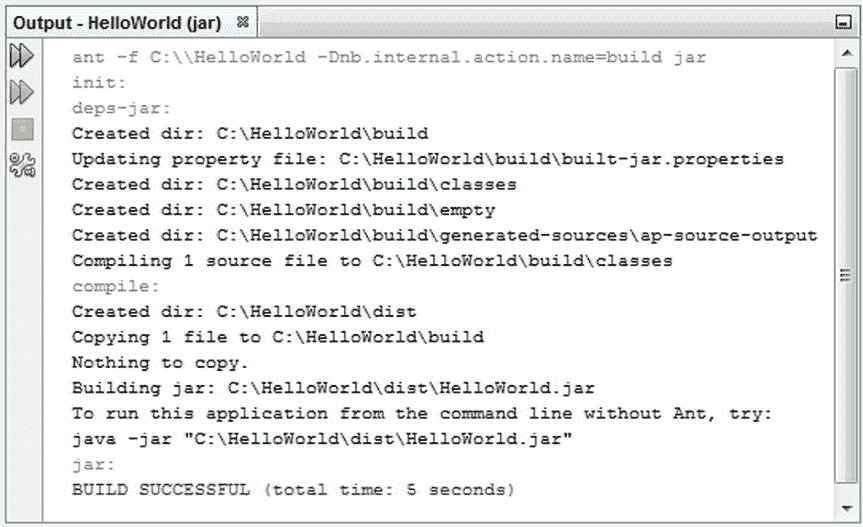 Output - HelloWorld (jar)
ant -f C:\\HelloWorld -Dnb.internal.action.name=build jar
init:
deps-jar:
Created dir: C:\HelloWorld\build
Updating property file: C:\HelloWorld\build\built-jar.properties
Created dir: C:\HelloWorld\build\classes
Created dir: C:\HelloWorld\build\empty
Created dir: C:\HelloWorld\build\generated-sources\ap-source-output
Compiling 1 source file to C:\HelloWorld\build\classes
compile:
Created dir: C:\HelloWorld\dist
Copying 1 file to C:\HelloWorld\build
Nothing to copy.
Building jar: C:\HelloWorld\dist\HelloWorld.jar
To run this application from the command line without Ant, try:
java -jar "C:\HelloWorld\dist\HelloWorld.jar"
jar:
BUILD SUCCESSFUL (total time: 5 seconds)